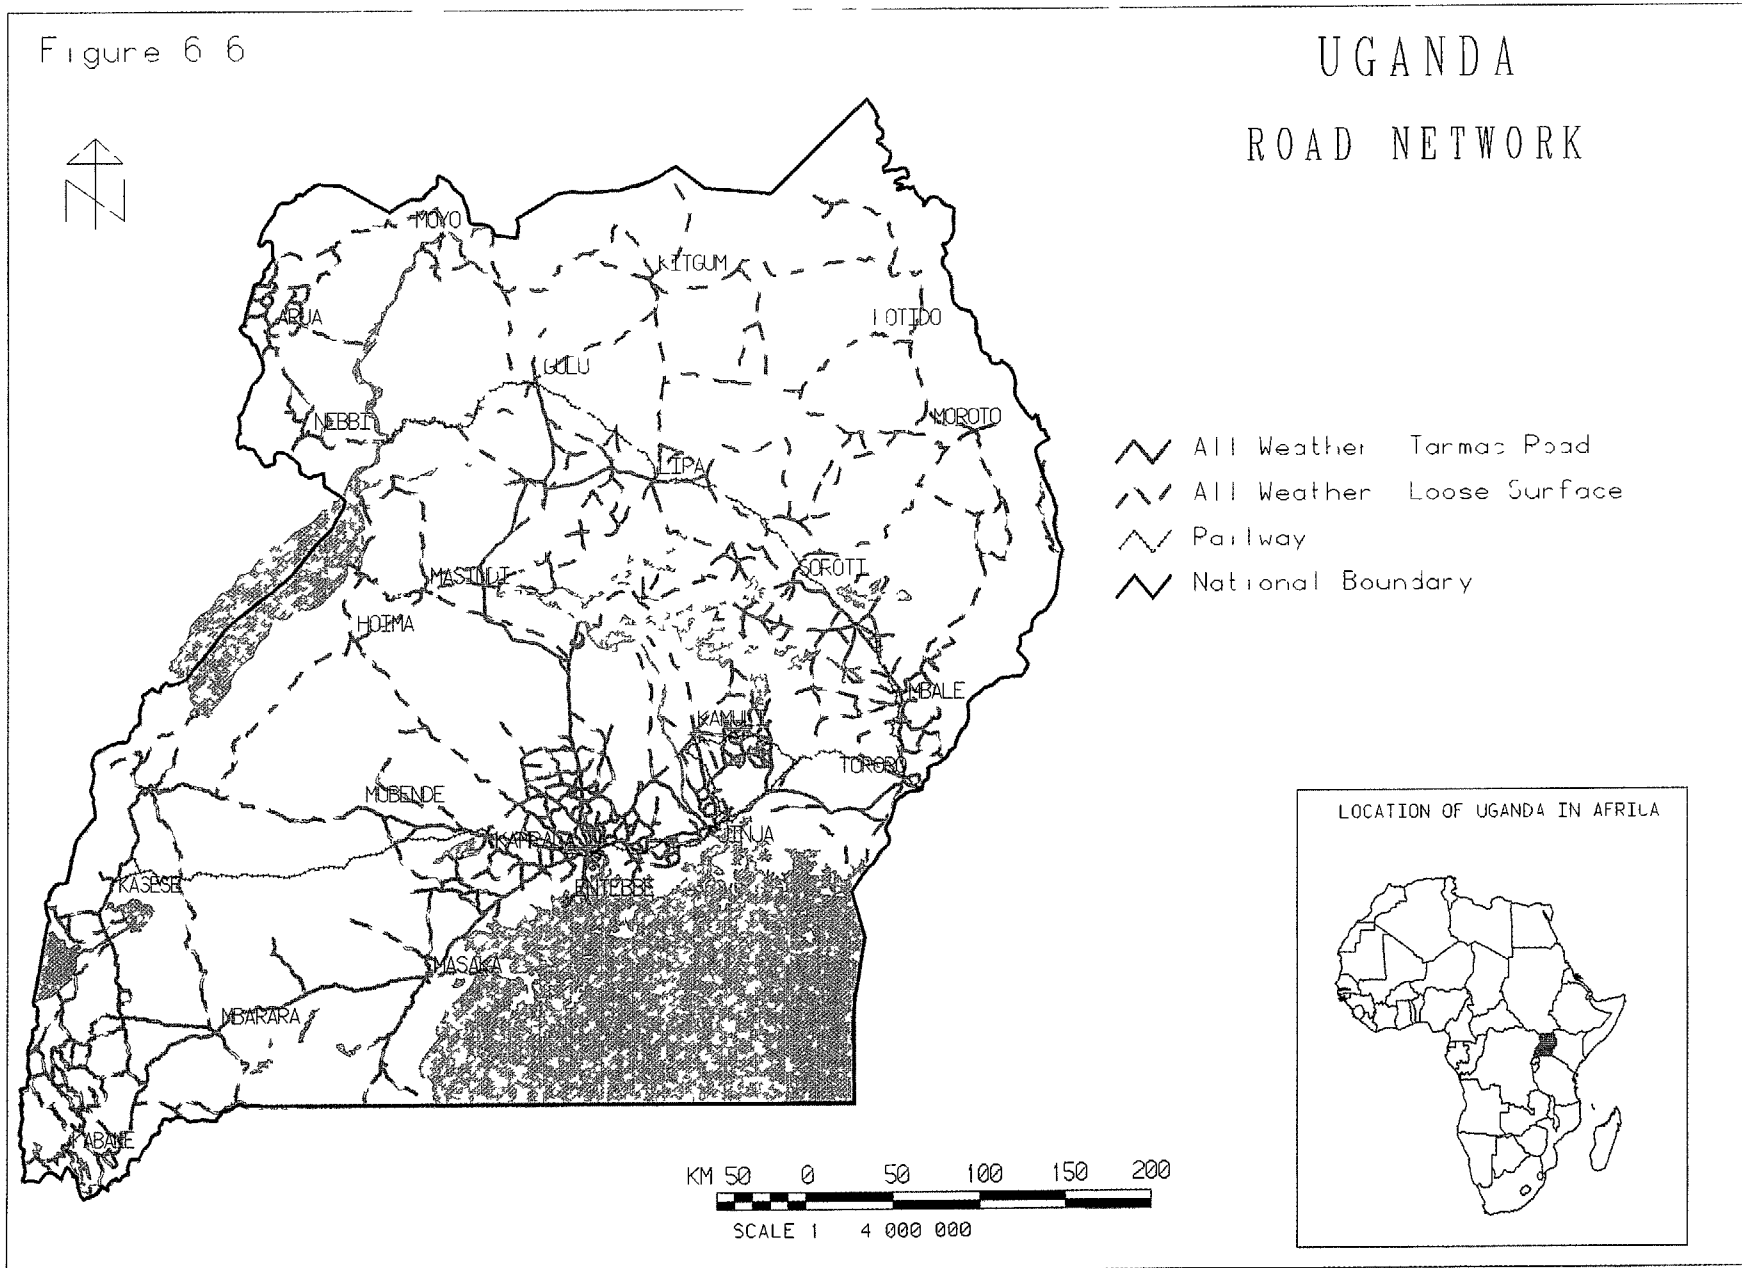 Figure 6 6
UGANDA
ROAD NETWORK
N
MOYO
KITGUM
ARUA
LOTIDO
GULU
NEBBI
MOROTO
LIPA
All Weather Tarmac Road
All Weather Loose Surface
Railway
National Boundary
SOROTI
MASINDI
HOIMA
MBALE
KAMULI
TORORO
MUBENDE
KAMPALA
JINJA
KASESE
ENTEBBE
MASAKA
MBARARA
KABALE
LOCATION OF UGANDA IN AFRICA
KM 50 0 50 100 150 200
SCALE 1 4 000 000